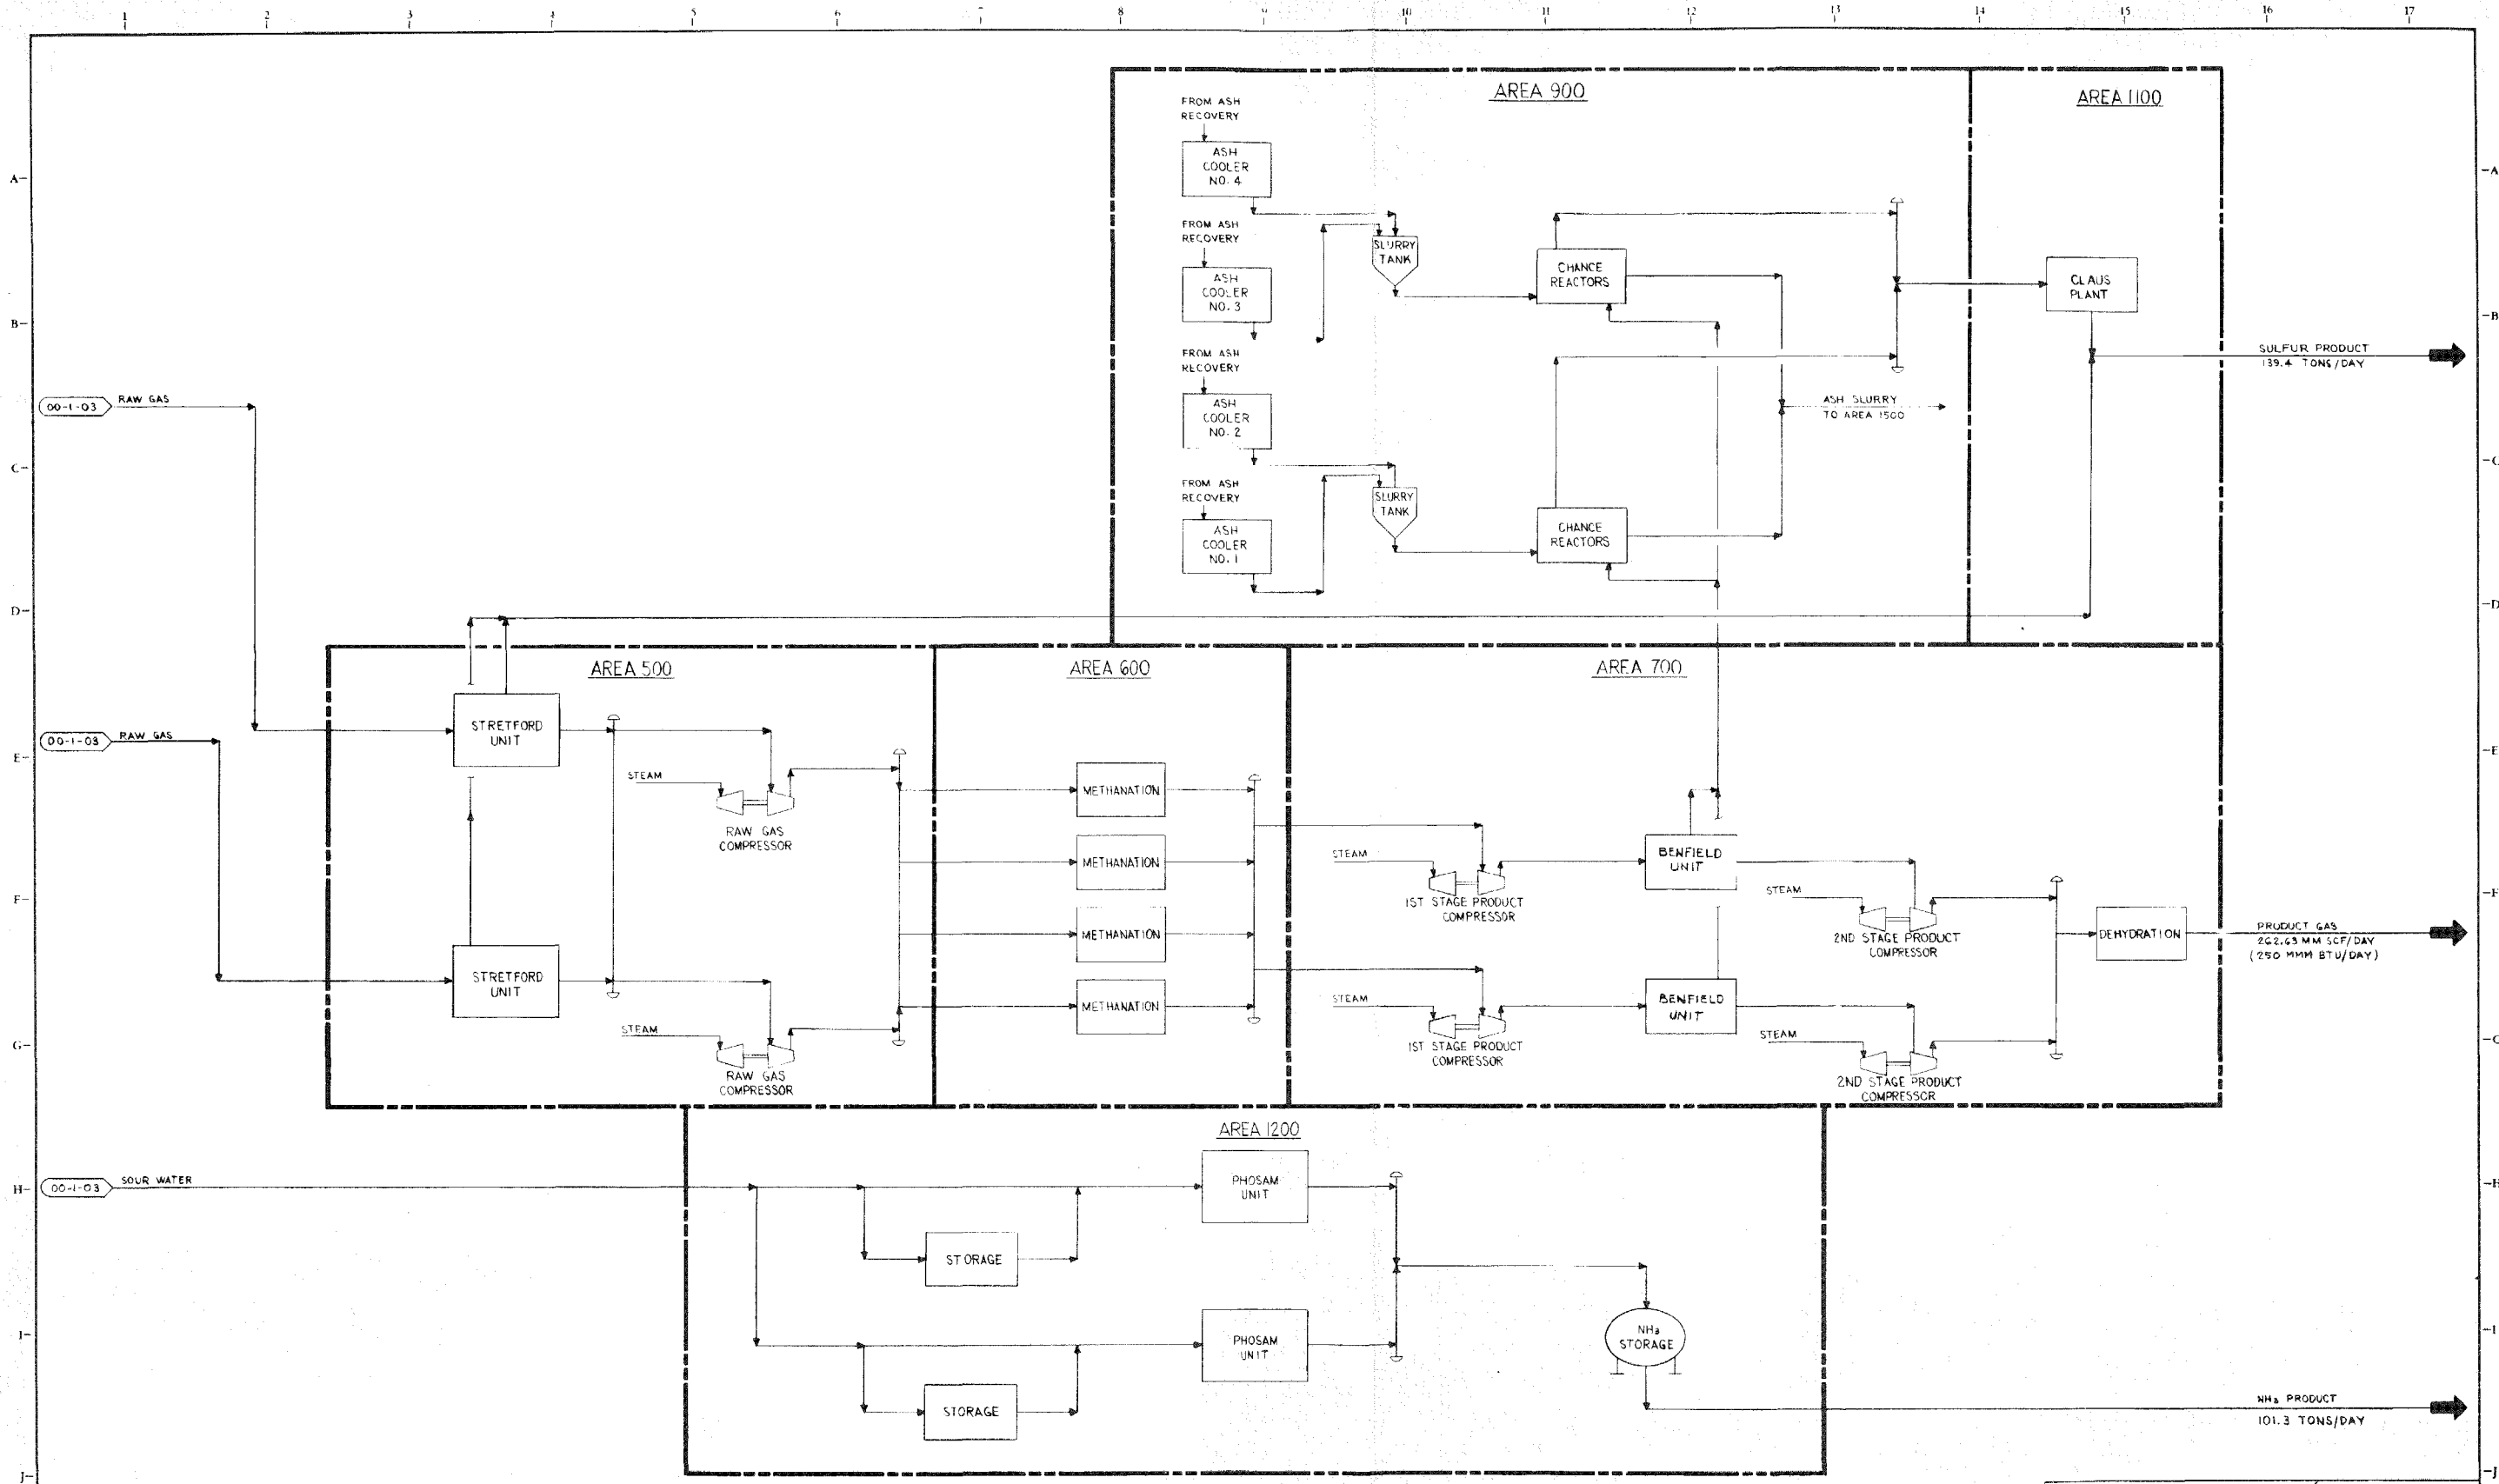 1 2 3 4 5 6 7 8 9 10 11 12 13 14 15 16 17
AREA 900
AREA 1100
FROM ASH
RECOVERY
ASH
COOLER
NO. 4
A
A
FROM ASH
RECOVERY
SLURRY
TANK
ASH
COOLER
NO. 3
CHANCE
REACTORS
CLAUS
PLANT
B
B
FROM ASH
RECOVERY
SULFUR PRODUCT
139.4 TONS/DAY
ASH
COOLER
NO. 2
ASH SLURRY
TO AREA 1500
00-1-03
RAW GAS
C
C
FROM ASH
RECOVERY
SLURRY
TANK
ASH
COOLER
NO. 1
CHANCE
REACTORS
D
D
AREA 500
AREA 600
AREA 700
STRETFORD
UNIT
00-1-03
RAW GAS
E
E
STEAM
RAW GAS
COMPRESSOR
METHANATION
METHANATION
METHANATION
METHANATION
STEAM
1ST STAGE PRODUCT
COMPRESSOR
BENFIELD
UNIT
STEAM
2ND STAGE PRODUCT
COMPRESSOR
F
F
DEHYDRATION
PRODUCT GAS
262.63 MM SCF/DAY
(250 MMM BTU/DAY)
STRETFORD
UNIT
STEAM
RAW GAS
COMPRESSOR
STEAM
1ST STAGE PRODUCT
COMPRESSOR
BENFIELD
UNIT
STEAM
2ND STAGE PRODUCT
COMPRESSOR
G
G
AREA 1200
00-1-03
SOUR WATER
H
H
PHOSAM
UNIT
STORAGE
PHOSAM
UNIT
STORAGE
NH3
STORAGE
I
I
NH3 PRODUCT
101.3 TONS/DAY
J
J